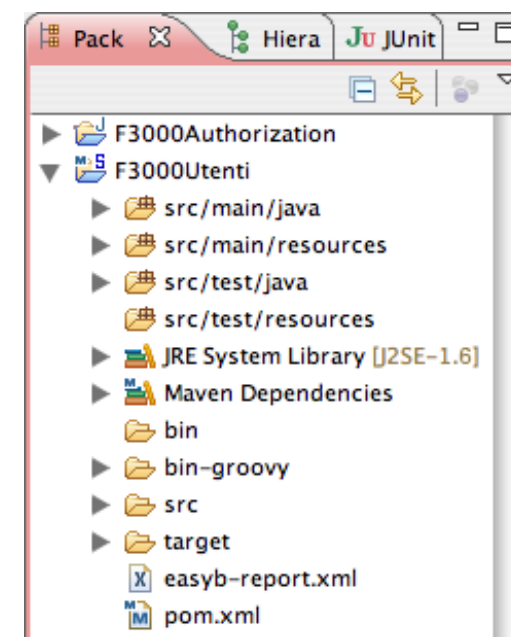 Pack Hiera Ju JUnit
F3000Authorization
F3000Utenti
src/main/java
src/main/resources
src/test/java
src/test/resources
JRE System Library [J2SE-1.6]
Maven Dependencies
bin
bin-groovy
src
target
easyb-report.xml
pom.xml